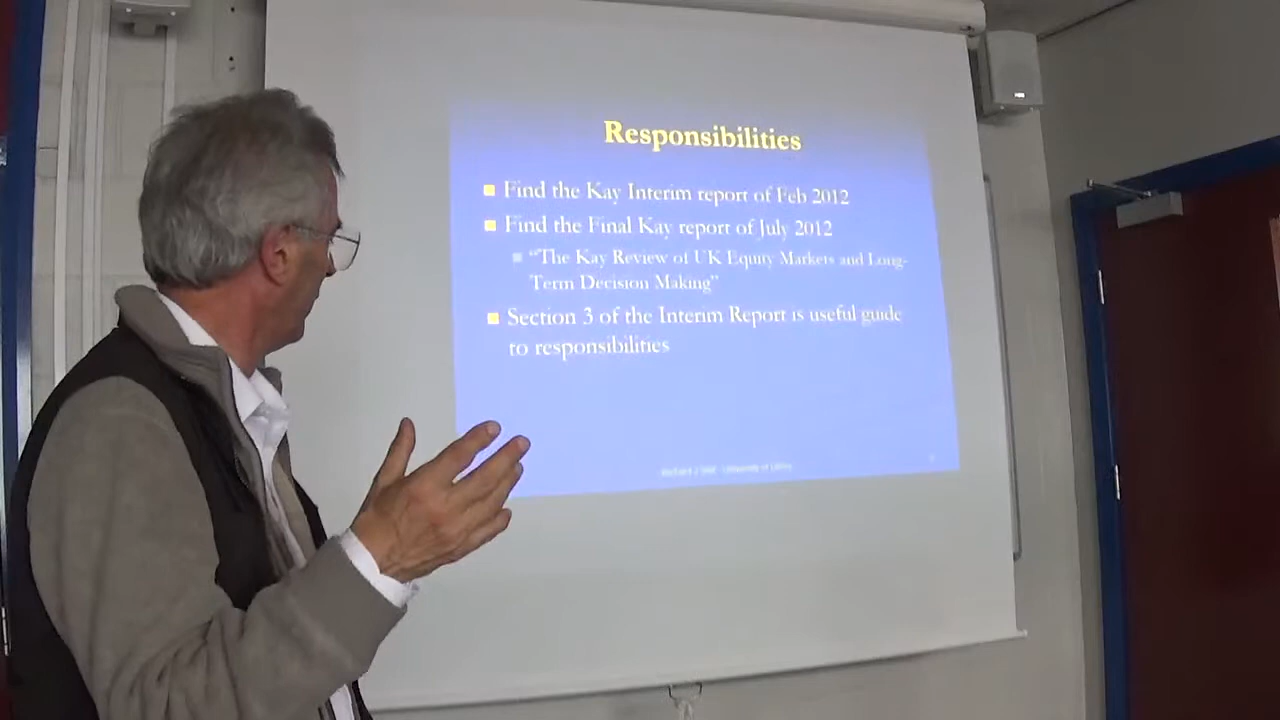 Responsibilities
Find the Kay Interim report of Feb 2012
Find the Final Kay report of July 2012
“The Kay Review of UK Equity Markets and Long-
Term Decision Making”
Section 3 of the Interim Report is useful guide
to responsibilities
University of